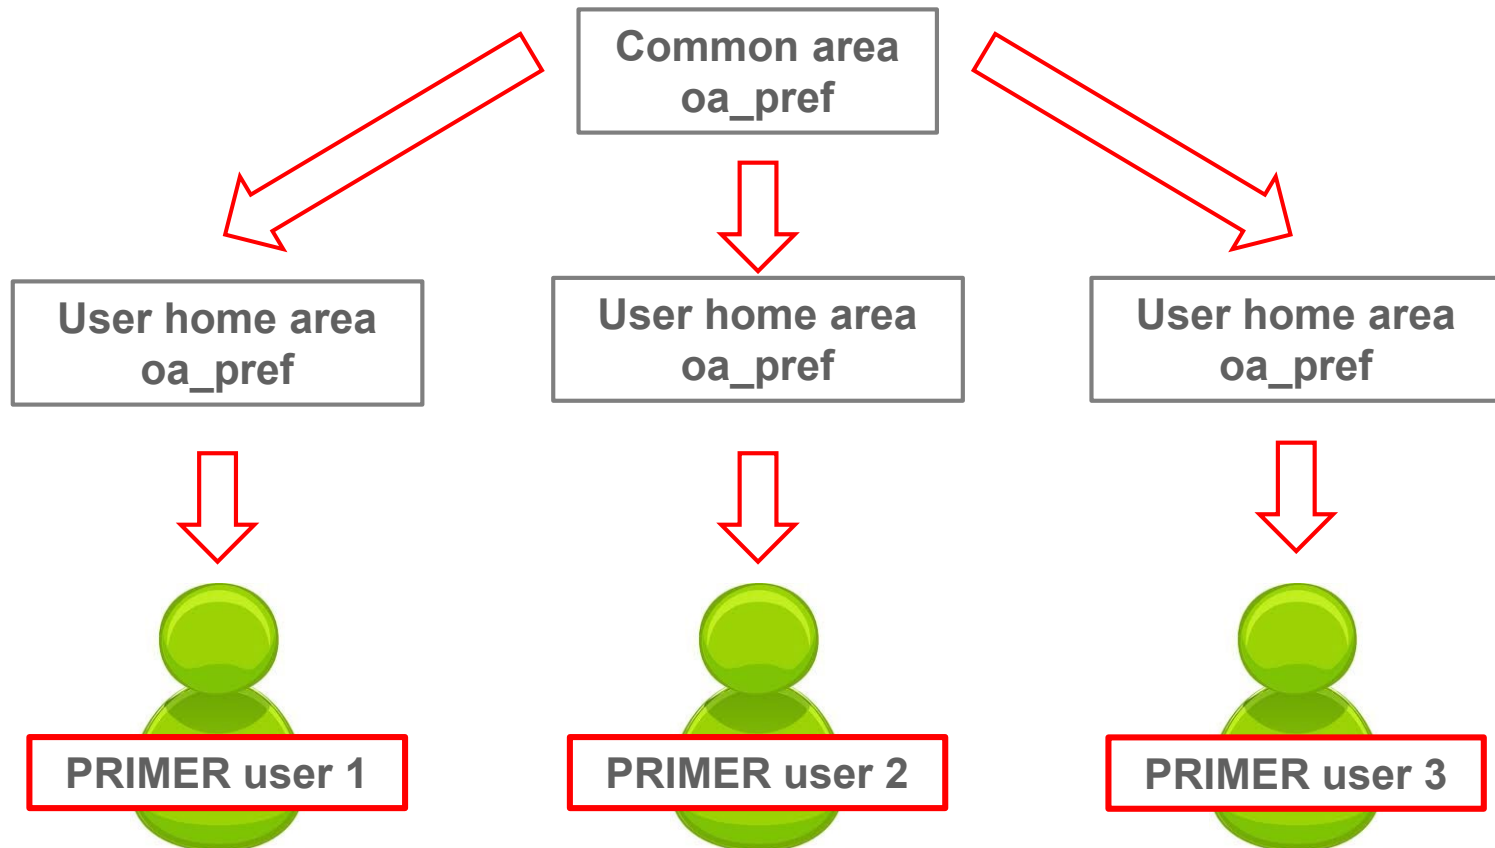 Common area
oa_pref
User home area
oa_pref
User home area
oa_pref
User home area
oa_pref
PRIMER user 1
PRIMER user 2
PRIMER user 3